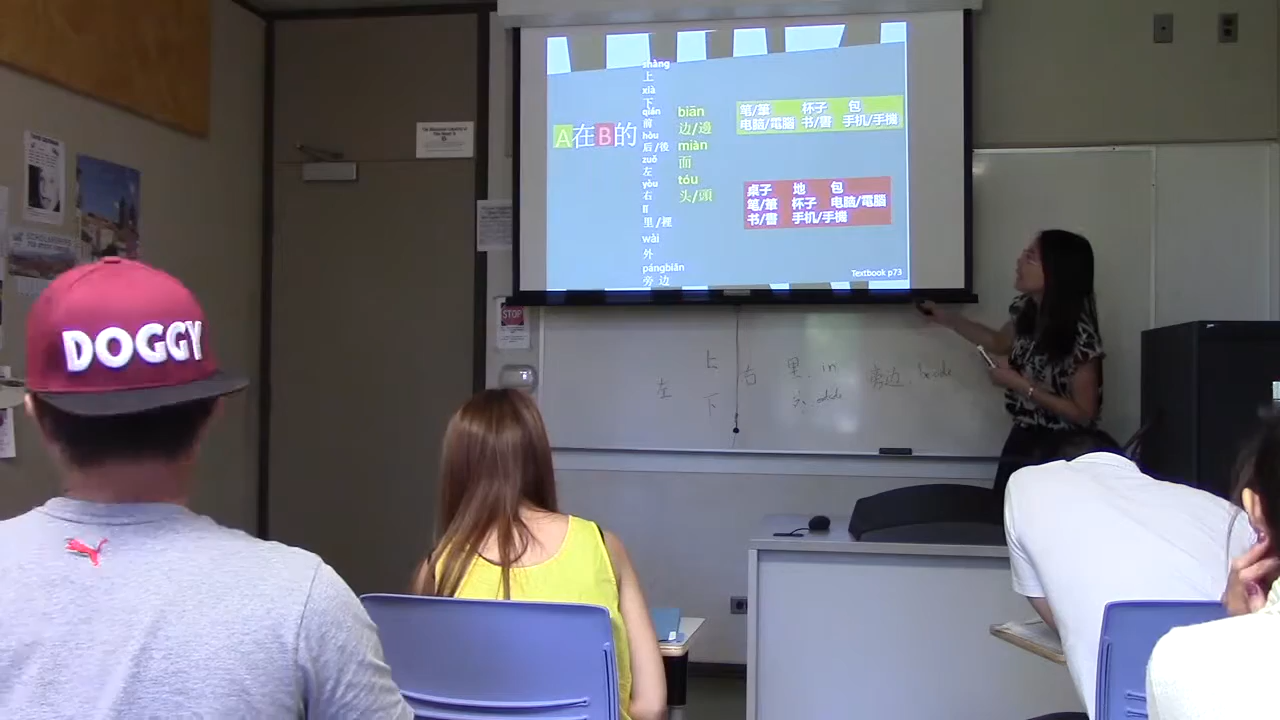 shàng
上
xià
下
qián
前
hòu
后/後
zuǒ
左
yòu
右
lǐ
里/裡
wài
外
pángbiān
旁 边
A在B的
biān
边/邊
miàn
面
tóu
头/頭
笔/筆 杯子 包
电脑/電腦 书/書 手机/手機
桌子 地 包
笔/筆 杯子 电脑/電腦
书/書 手机/手機
Textbook p73
STOP
上
左 右
下
里. in
旁边.
DOGGY